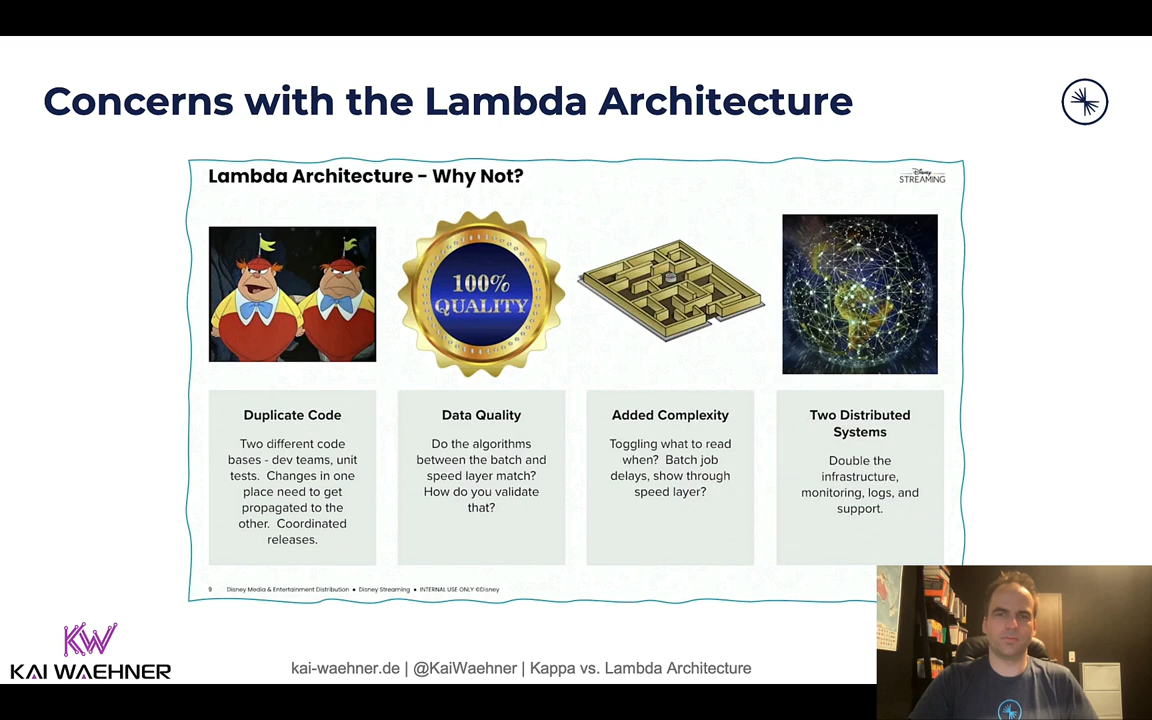 Concerns with the Lambda Architecture
Lambda Architecture - Why Not?
Disney
STREAMING
100%
QUALITY
Duplicate Code
Two different code
bases - dev teams, unit
tests. Changes in one
place need to get
propagated to the
other. Coordinated
releases.
Data Quality
Do the algorithms
between the batch and
speed layer match?
How do you validate
that?
Added Complexity
Toggling what to read
when? Batch job
delays, show through
speed layer?
Two Distributed
Systems
Double the
infrastructure,
monitoring, logs, and
support.
9 Disney Media & Entertainment Distribution • Disney Streaming • INTERNAL USE ONLY ©Disney
KW
KAI WAEHNER
kai-waehner.de | @KaiWaehner | Kappa vs. Lambda Architecture